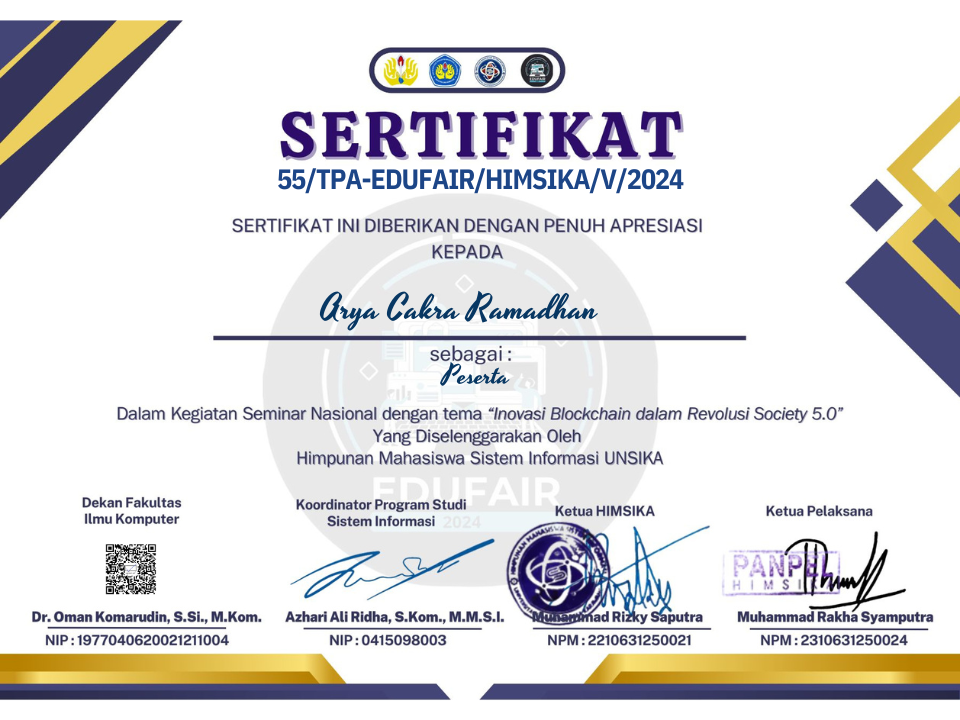 SERTIFIKAT
55/TPA-EDUFAIR/HIMSIKA/V/2024
SERTIFIKAT INI DIBERIKAN DENGAN PENUH APRESIASI
KEPADA
Arya Cakra Ramadhan
sebagai :
Peserta
Dalam Kegiatan Seminar Nasional dengan tema “Inovasi Blockchain dalam Revolusi Society 5.0”
Yang Diselenggarakan Oleh
Himpunan Mahasiswa Sistem Informasi UNSIKA
EDUFAIR
2024
Dekan Fakultas
Ilmu Komputer
Dr. Oman Komarudin, S.Si., M.Kom.
NIP : 1977040620021211004
Koordinator Program Studi
Sistem Informasi
Azhari Ali Ridha, S.Kom., M.M.S.I.
NIP : 0415098003
Ketua HIMSIKA
Muhammad Rizky Saputra
NPM : 2210631250021
Ketua Pelaksana
PANPEL
HIMSI
Muhammad Rakha Syamputra
NPM : 2310631250024